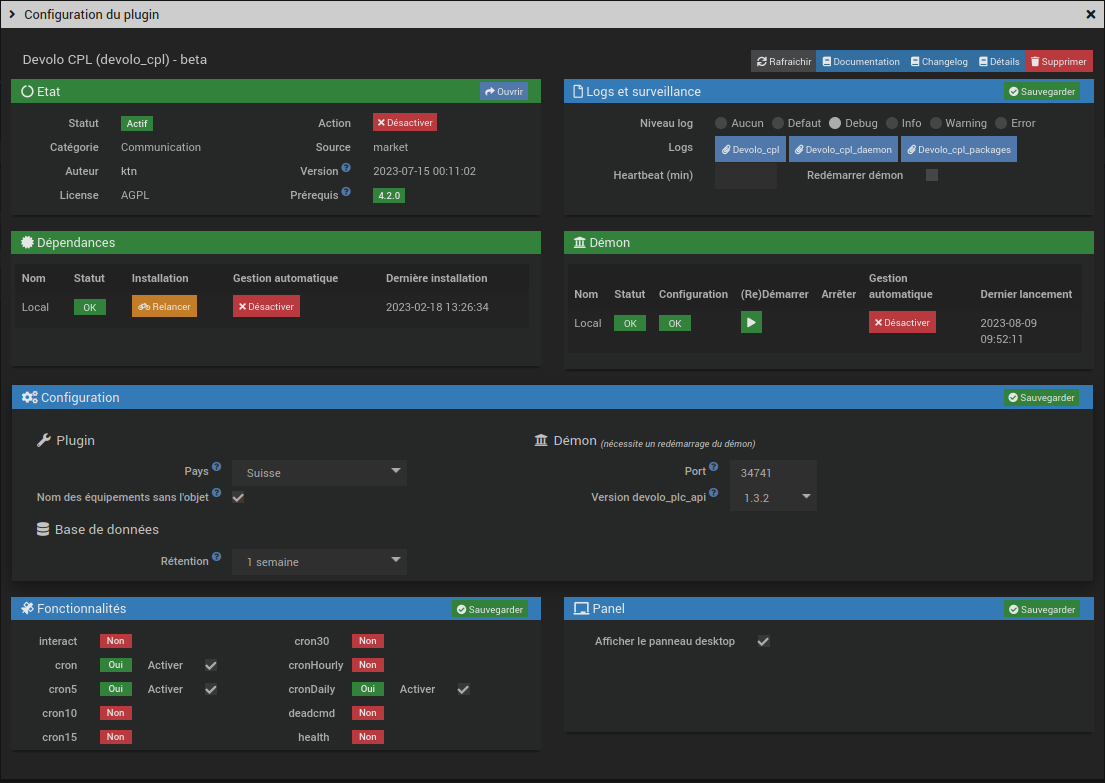 Configuration du plugin
Devolo CPL (devolo_cpl) - beta
Rafraichir Documentation Changelog Détails Supprimer
Etat Ouvrir
Statut Actif Action Désactiver
Catégorie Communication Source market
Auteur ktn Version 2023-07-15 00:11:02
License AGPL Prérequis 4.2.0
Logs et surveillance Sauvegarder
Niveau log Aucun Defaut Debug Info Warning Error
Logs Devolo_cpl Devolo_cpl_daemon Devolo_cpl_packages
Heartbeat (min) Redémarrer démon
Dépendances
Nom Statut Installation Gestion automatique Dernière installation
Local OK Relancer Désactiver 2023-02-18 13:26:34
Démon
Nom Statut Configuration (Re)Démarrer Arrêter Gestion automatique Dernier lancement
Local OK OK Désactiver 2023-08-09 09:52:11
Configuration Sauvegarder
Plugin
Pays Suisse
Nom des équipements sans l'objet
Base de données
Rétention 1 semaine
Démon (nécessite un redémarrage du démon)
Port 34741
Version devolo_plc_api 1.3.2
Fonctionnalités Sauvegarder
interact Non cron30 Non
cron Oui Activer cronHourly Non
cron5 Oui Activer cronDaily Oui Activer
cron10 Non deadcmd Non
cron15 Non health Non
Panel Sauvegarder
Afficher le panneau desktop